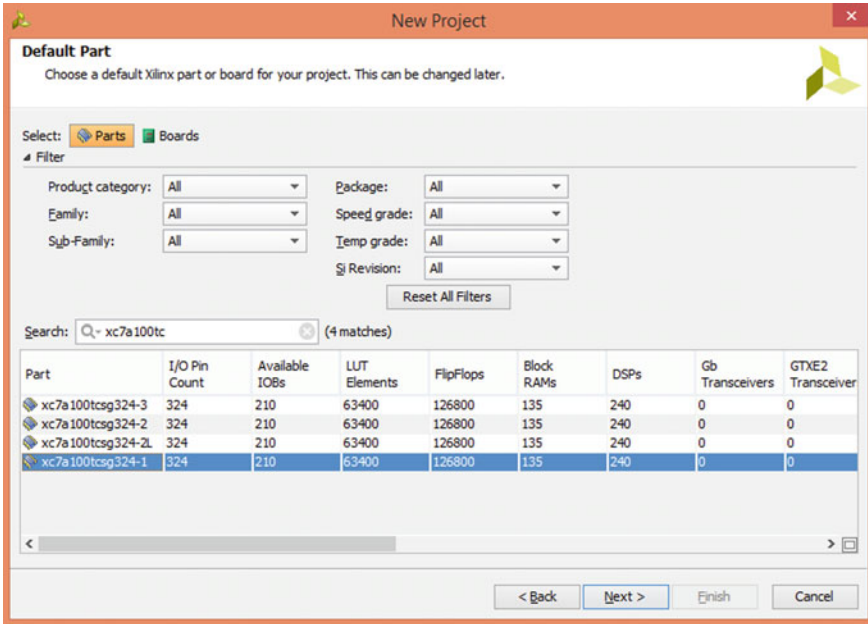 New Project
Default Part
Choose a default Xilinx part or board for your project. This can be changed later.
Select: Parts Boards
Filter
Product category: All Package: All
Family: All Speed grade: All
Sub-Family: All Temp grade: All
Si Revision: All
Reset All Filters
Search: xc7a100tc (4 matches)
Part I/O Pin Count Available IOBs LUT Elements FlipFlops Block RAMs DSPs Gb Transceivers GTXE2 Transceiver
xc7a100tcsg324-3 324 210 63400 126800 135 240 0 0
xc7a100tcsg324-2 324 210 63400 126800 135 240 0 0
xc7a100tcsg324-2L 324 210 63400 126800 135 240 0 0
xc7a100tcsg324-1 324 210 63400 126800 135 240 0 0
< Back Next > Finish Cancel